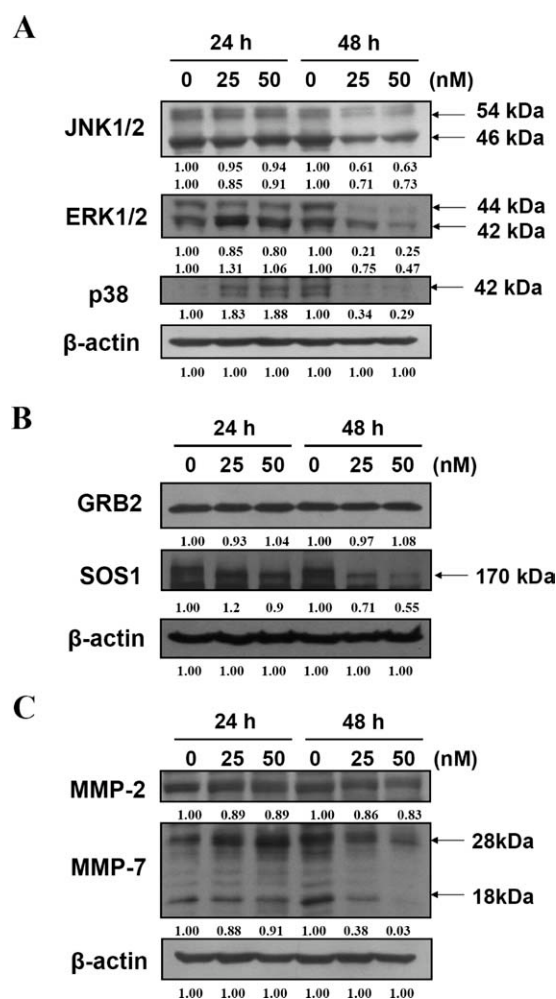 A
24 h 48 h
0 25 50 0 25 50 (nM)
JNK1/2
54 kDa
46 kDa
1.00 0.95 0.94 1.00 0.61 0.63
1.00 0.85 0.91 1.00 0.71 0.73
ERK1/2
44 kDa
42 kDa
1.00 0.85 0.80 1.00 0.21 0.25
1.00 1.31 1.06 1.00 0.75 0.47
p38
42 kDa
1.00 1.83 1.88 1.00 0.34 0.29
β-actin
1.00 1.00 1.00 1.00 1.00 1.00
B
24 h 48 h
0 25 50 0 25 50 (nM)
GRB2
1.00 0.93 1.04 1.00 0.97 1.08
SOS1
170 kDa
1.00 1.2 0.9 1.00 0.71 0.55
β-actin
1.00 1.00 1.00 1.00 1.00 1.00
C
24 h 48 h
0 25 50 0 25 50 (nM)
MMP-2
1.00 0.89 0.89 1.00 0.86 0.83
MMP-7
28kDa
18kDa
1.00 0.88 0.91 1.00 0.38 0.03
β-actin
1.00 1.00 1.00 1.00 1.00 1.00